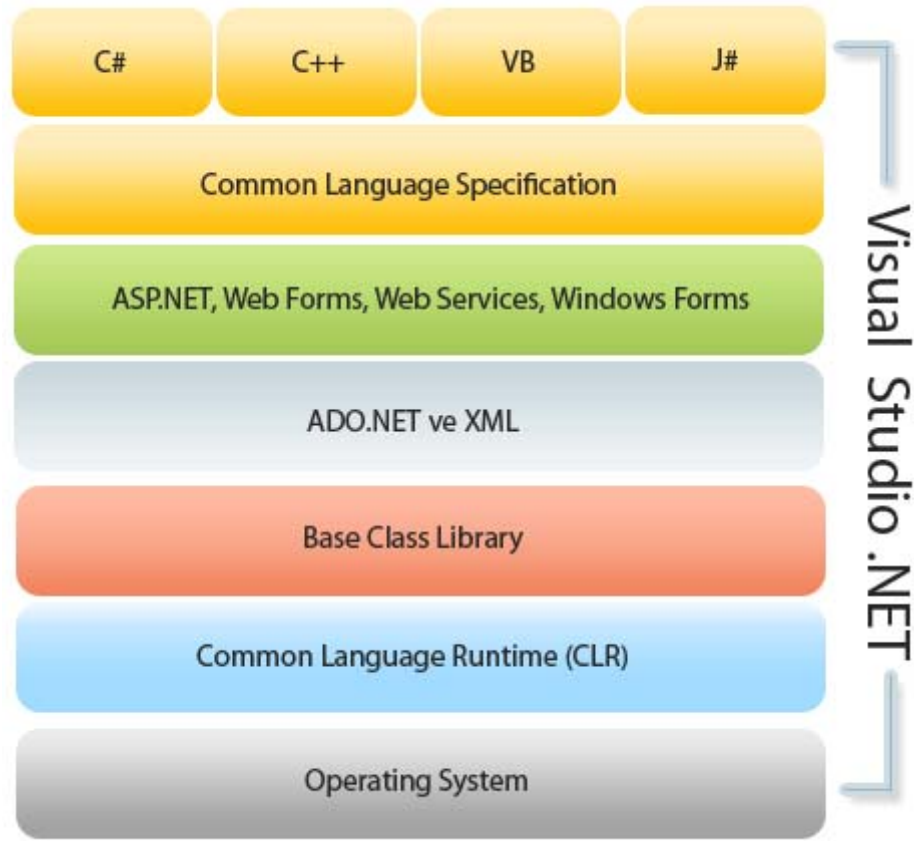 C#
C++
VB
J#
Common Language Specification
ASP.NET, Web Forms, Web Services, Windows Forms
ADO.NET ve XML
Base Class Library
Common Language Runtime (CLR)
Operating System
Visual Studio .NET